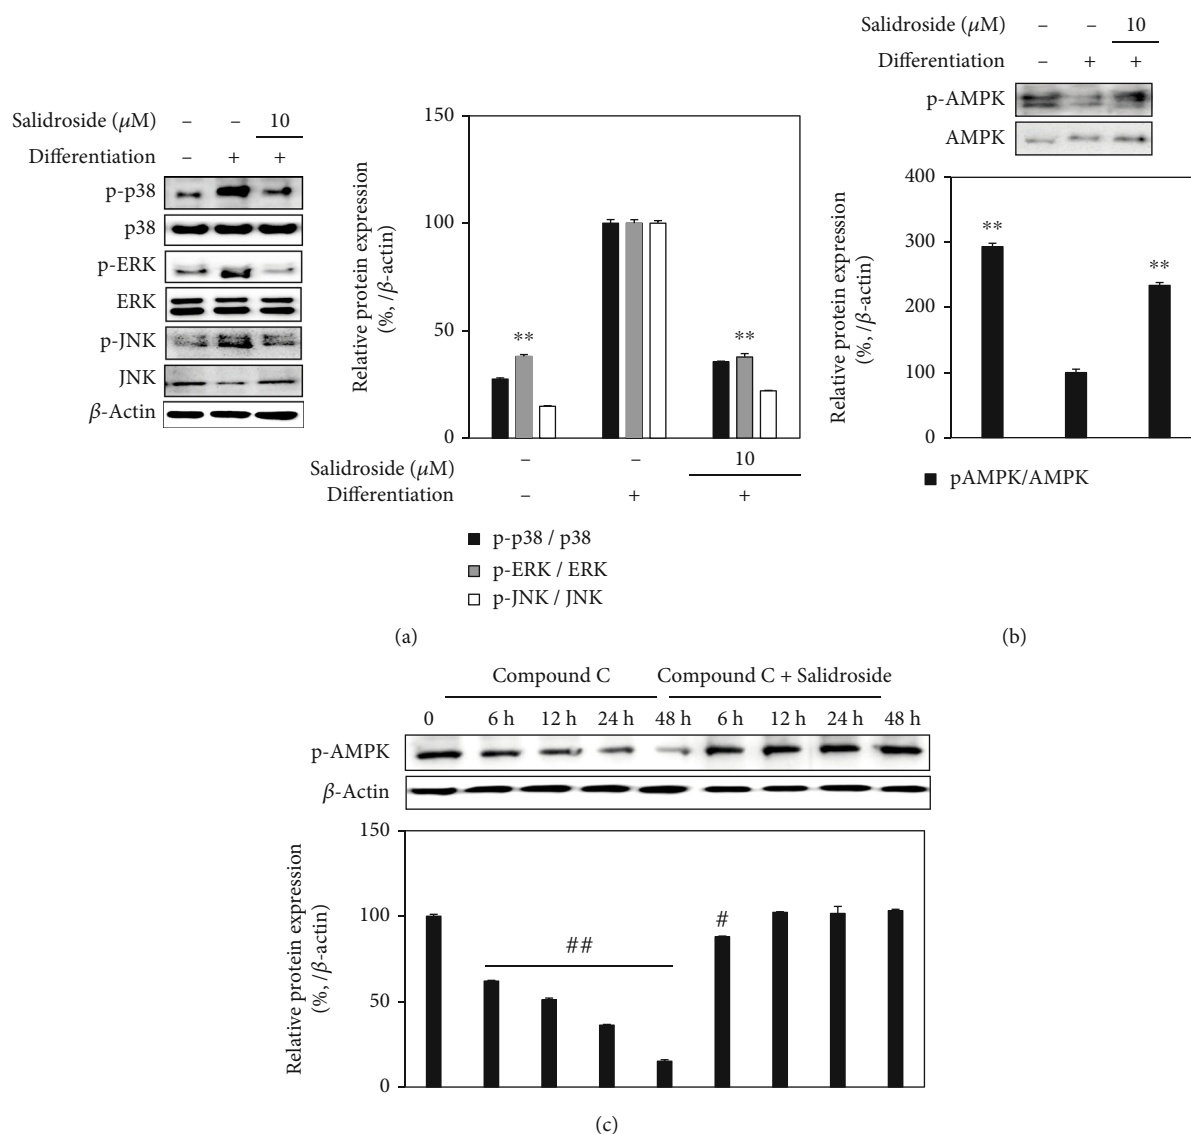 Salidroside (μM) – – 10
Differentiation – + +
p-p38
p38
p-ERK
ERK
p-JNK
JNK
β-Actin
Relative protein expression
(%, /β-actin)
150
100
50
0
**
**
Salidroside (μM) – – 10
Differentiation – + +
p-p38 / p38
p-ERK / ERK
p-JNK / JNK
(a)
Salidroside (μM) – – 10
Differentiation – + +
p-AMPK
AMPK
Relative protein expression
(%, /β-actin)
400
300
200
100
0
**
**
pAMPK/AMPK
(b)
Compound C Compound C + Salidroside
0 6 h 12 h 24 h 48 h 6 h 12 h 24 h 48 h
p-AMPK
β-Actin
Relative protein expression
(%, /β-actin)
150
100
50
0
##
#
(c)